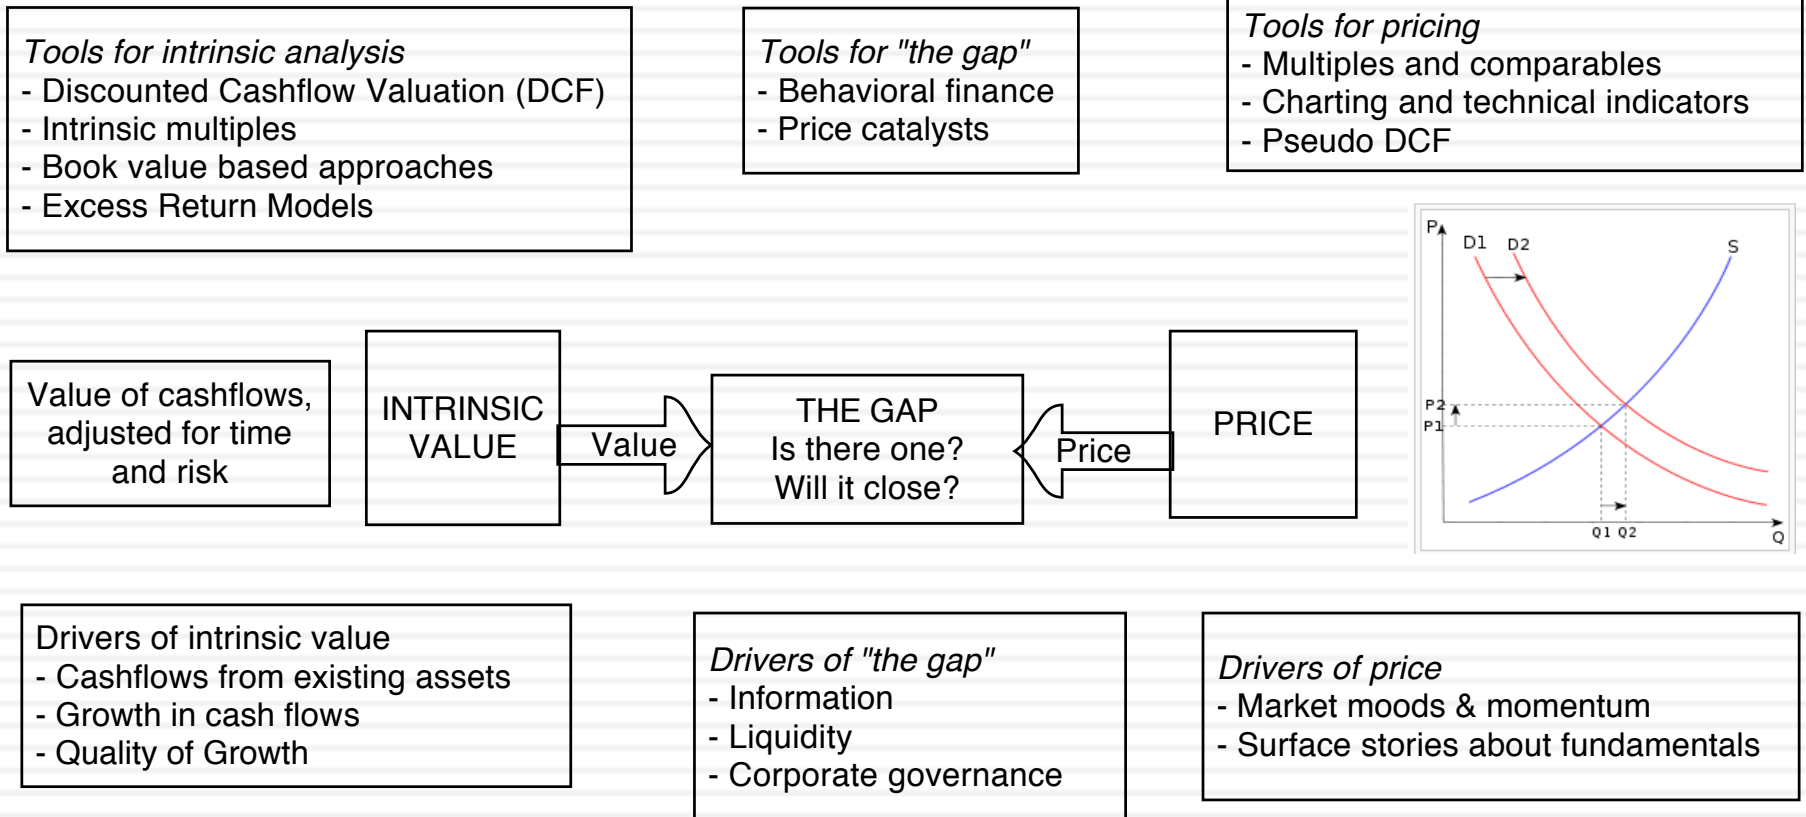 Tools for intrinsic analysis
- Discounted Cashflow Valuation (DCF)
- Intrinsic multiples
- Book value based approaches
- Excess Return Models
Tools for "the gap"
- Behavioral finance
- Price catalysts
Tools for pricing
- Multiples and comparables
- Charting and technical indicators
- Pseudo DCF
Value of cashflows,
adjusted for time
and risk
INTRINSIC
VALUE
Value
THE GAP
Is there one?
Will it close?
Price
PRICE
P
D1 D2
S
P2
P1
Q1 Q2
Q
Drivers of intrinsic value
- Cashflows from existing assets
- Growth in cash flows
- Quality of Growth
Drivers of "the gap"
- Information
- Liquidity
- Corporate governance
Drivers of price
- Market moods & momentum
- Surface stories about fundamentals